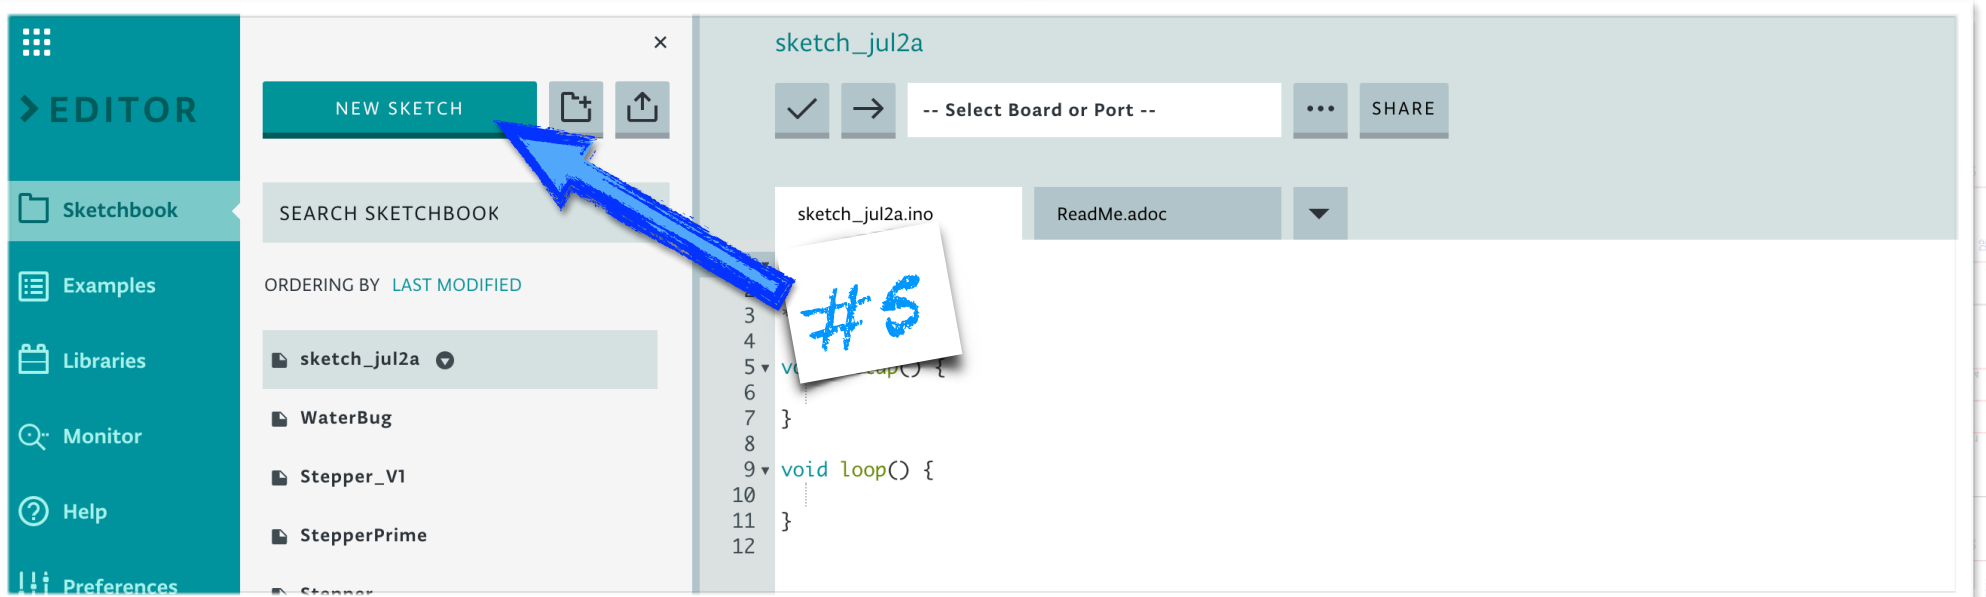 EDITOR
Sketchbook
Examples
Libraries
Monitor
Help
Preferences
NEW SKETCH
SEARCH SKETCHBOOK
ORDERING BY LAST MODIFIED
sketch_jul2a
WaterBug
Stepper_V1
StepperPrime
Stepper
sketch_jul2a
-- Select Board or Port --
SHARE
sketch_jul2a.ino
ReadMe.adoc
#5
3
4
5 () {
6
7 }
8
9 void loop() {
10
11 }
12